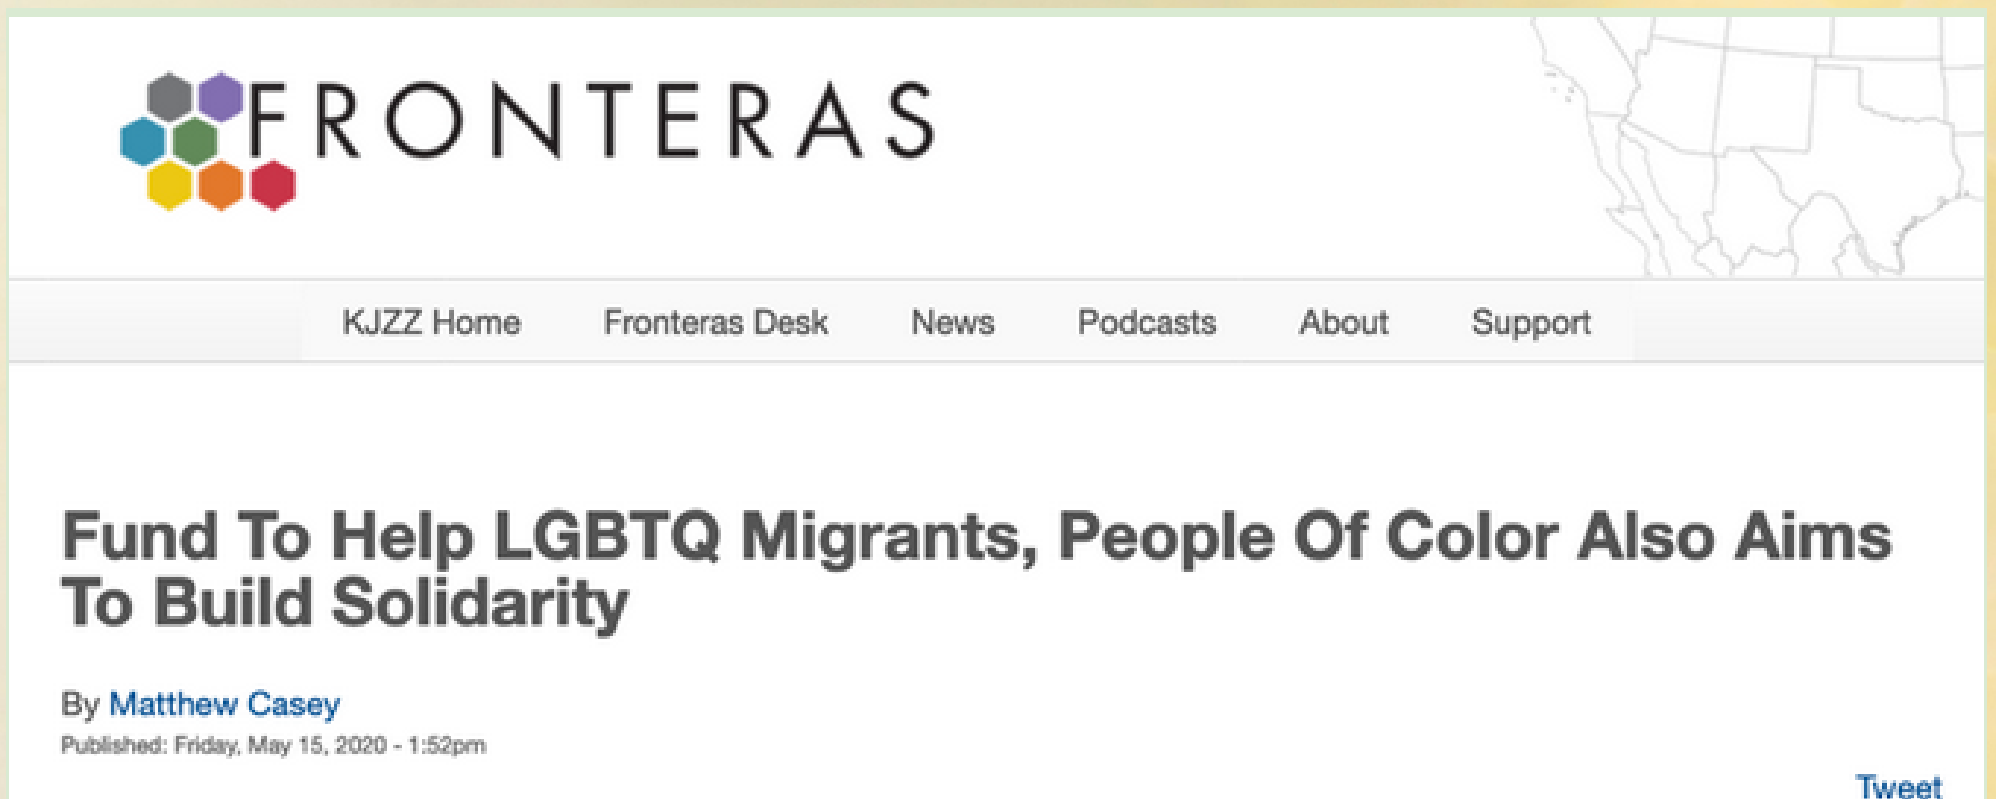 FRONTERAS
KJZZ Home Fronteras Desk News Podcasts About Support
Fund To Help LGBTQ Migrants, People Of Color Also Aims
To Build Solidarity
By Matthew Casey
Published: Friday, May 15, 2020 - 1:52pm
Tweet